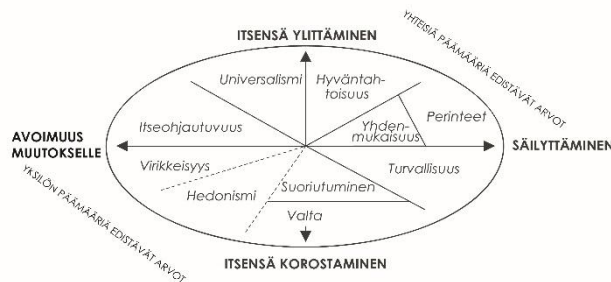 ITSENSÄ YLITTÄMINEN
YHTEISIÄ PÄÄMÄÄRIÄ EDISTÄVÄT ARVOT
Universalismi
Hyväntah-
toisuus
Perinteet
Itseohjautuvuus
Yhden-
mukaisuus
AVOIMUUS
MUUTOKSELLE
SÄILYTTÄMINEN
Virikkeisyys
Turvallisuus
Hedonismi
Suoriutuminen
Valta
YKSILÖN PÄÄMÄÄRIÄ EDISTÄVÄT ARVOT
ITSENSÄ KOROSTAMINEN